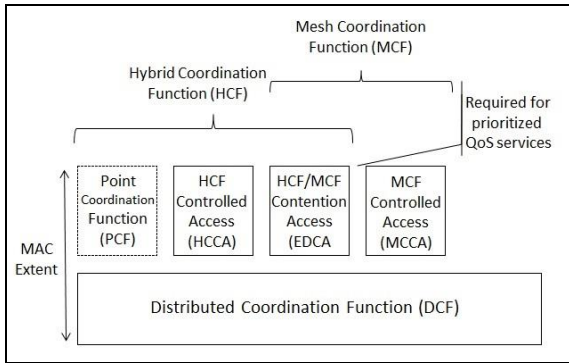 Mesh Coordination
Function (MCF)
Hybrid Coordination
Function (HCF)
Required for
prioritized
QoS services
Point
Coordination
Function
(PCF)
HCF
Controlled
Access
(HCCA)
HCF/MCF
Contention
Access
(EDCA
MCF
Controlled
Access
(MCCA)
MAC
Extent
Distributed Coordination Function (DCF)